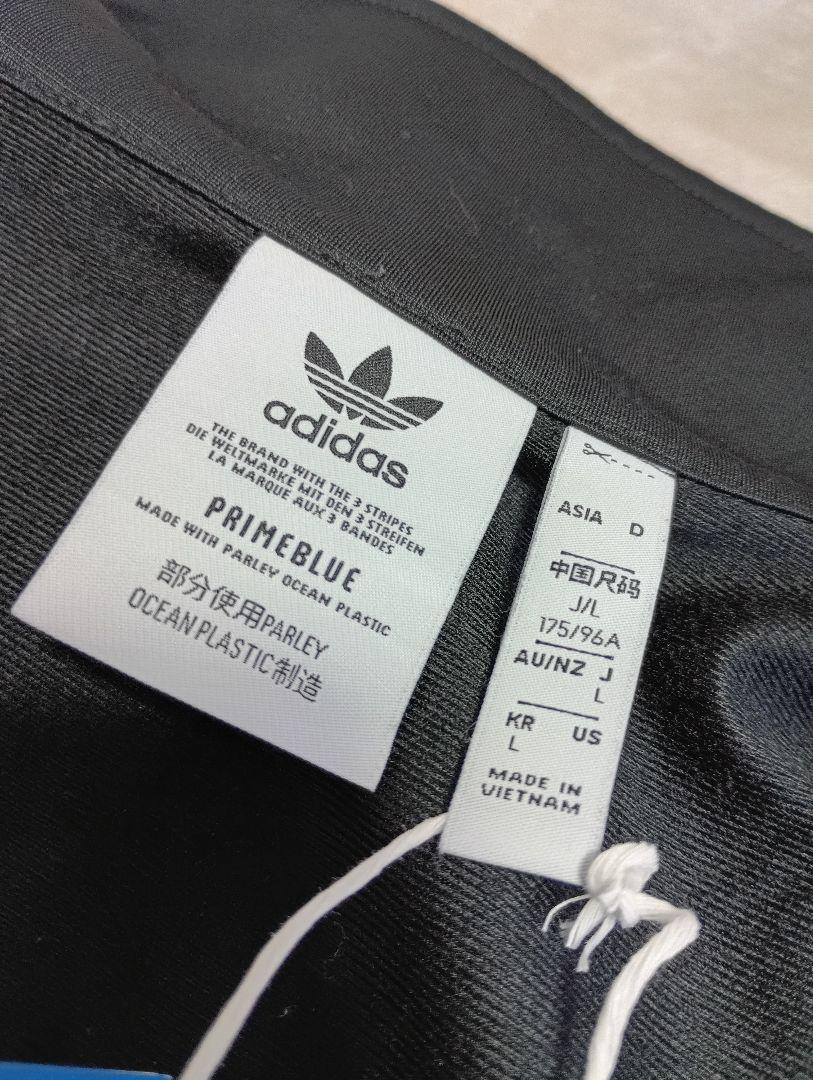 adidas
THE BRAND WITH THE 3 STRIPES
DIE WELTMARKE MIT DEN 3 STREIFEN
LA MARQUE AUX 3 BANDES
PRIMEBLUE
MADE WITH PARLEY OCEAN PLASTIC
部分使用PARLEY
OCEAN PLASTIC制造
ASIA D
中国尺码
J/L
175/96A
AU/NZ J
L
KR US
L
MADE IN
VIETNAM